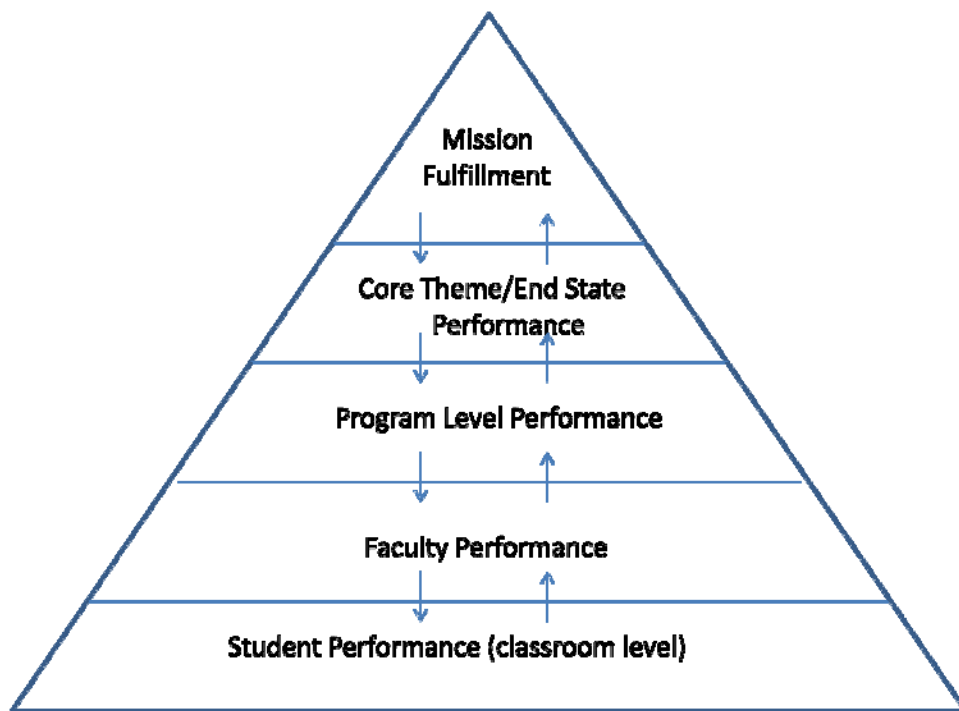 Mission
Fulfillment
Core Theme/End State
Performance
Program Level Performance
Faculty Performance
Student Performance (classroom level)